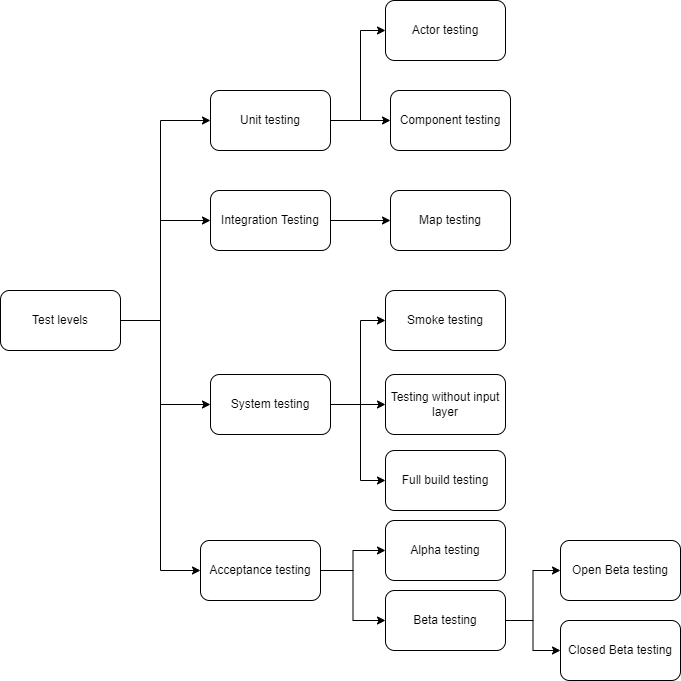 Actor testing
Unit testing
Component testing
Integration Testing
Map testing
Test levels
Smoke testing
System testing
Testing without input
layer
Full build testing
Acceptance testing
Alpha testing
Beta testing
Open Beta testing
Closed Beta testing